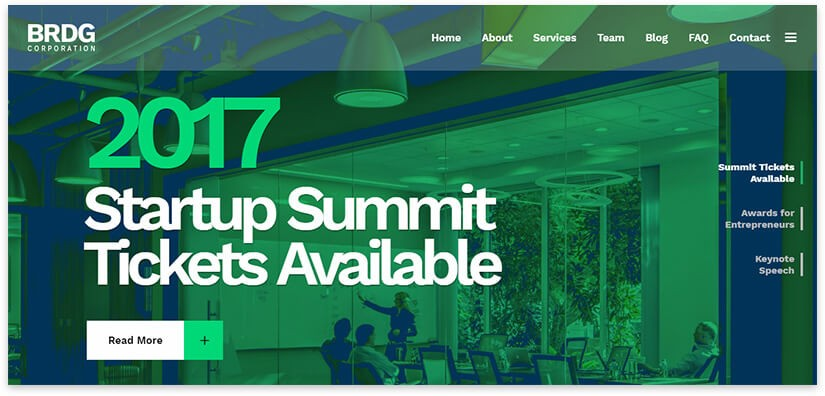 BRDG
CORPORATION
Home About Services Team Blog FAQ Contact
2017
Startup Summit
Tickets Available
Read More +
Summit Tickets
Available
Awards for
Entrepreneurs
Keynote
Speech